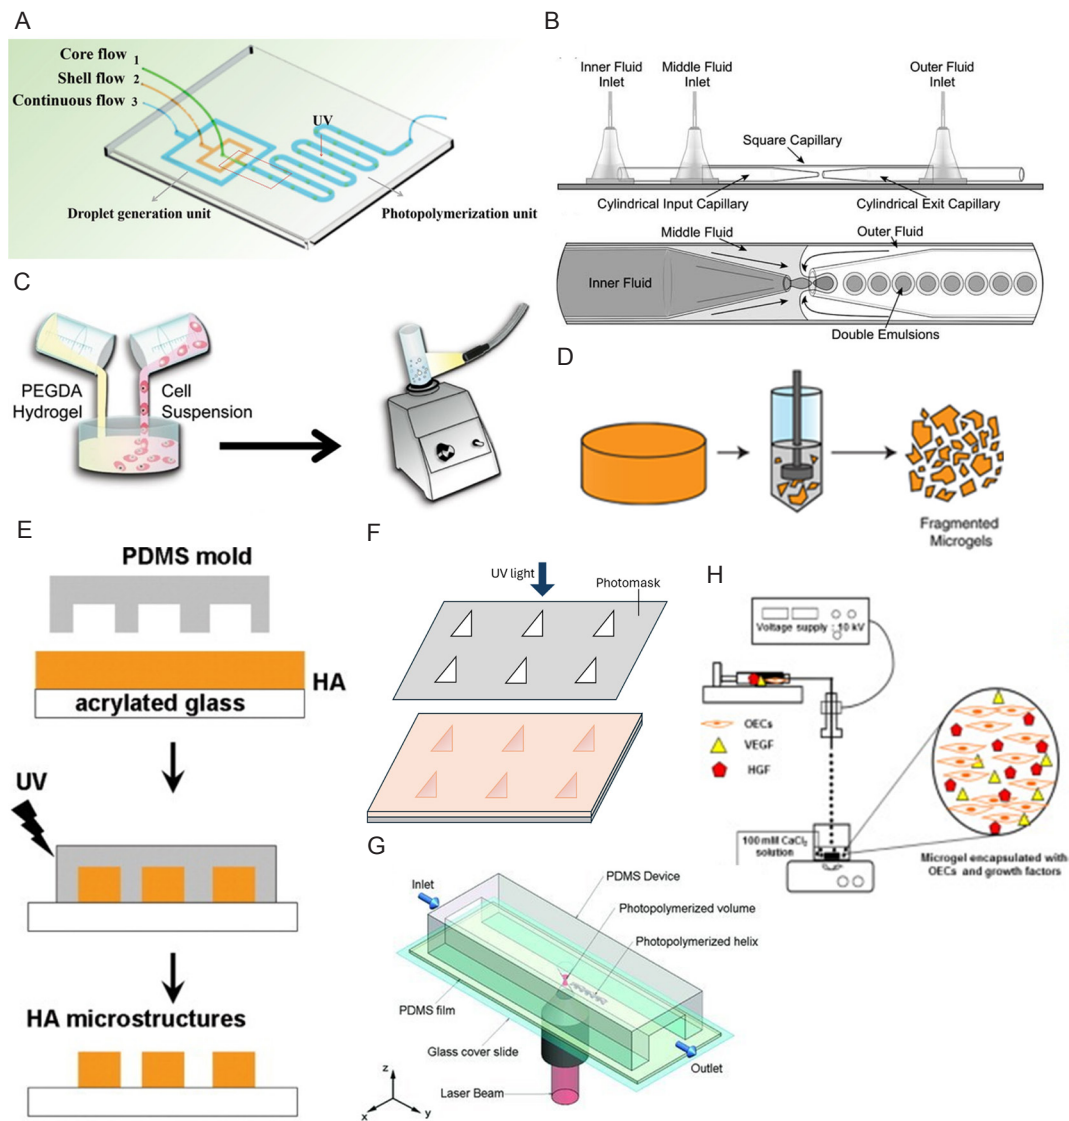 A
Core flow 1
Shell flow 2
Continuous flow 3
UV
Droplet generation unit
Photopolymerization unit
B
Inner Fluid
Inlet
Middle Fluid
Inlet
Outer Fluid
Inlet
Square Capillary
Cylindrical Input Capillary
Cylindrical Exit Capillary
Middle Fluid
Outer Fluid
Inner Fluid
Double Emulsions
C
PEGDA
Hydrogel
Cell
Suspension
D
Fragmented
Microgels
E
PDMS mold
HA
acrylated glass
UV
HA microstructures
F
UV light
Photomask
G
Inlet
PDMS Device
Photopolymerized volume
Photopolymerized helix
PDMS film
Glass cover slide
Outlet
Laser Beam
z
x
y
H
Voltage supply : 10 kV
OECs
VEGF
HGF
100 mM CaCl₂
solution
Microgel encapsulated with
OECs and growth factors